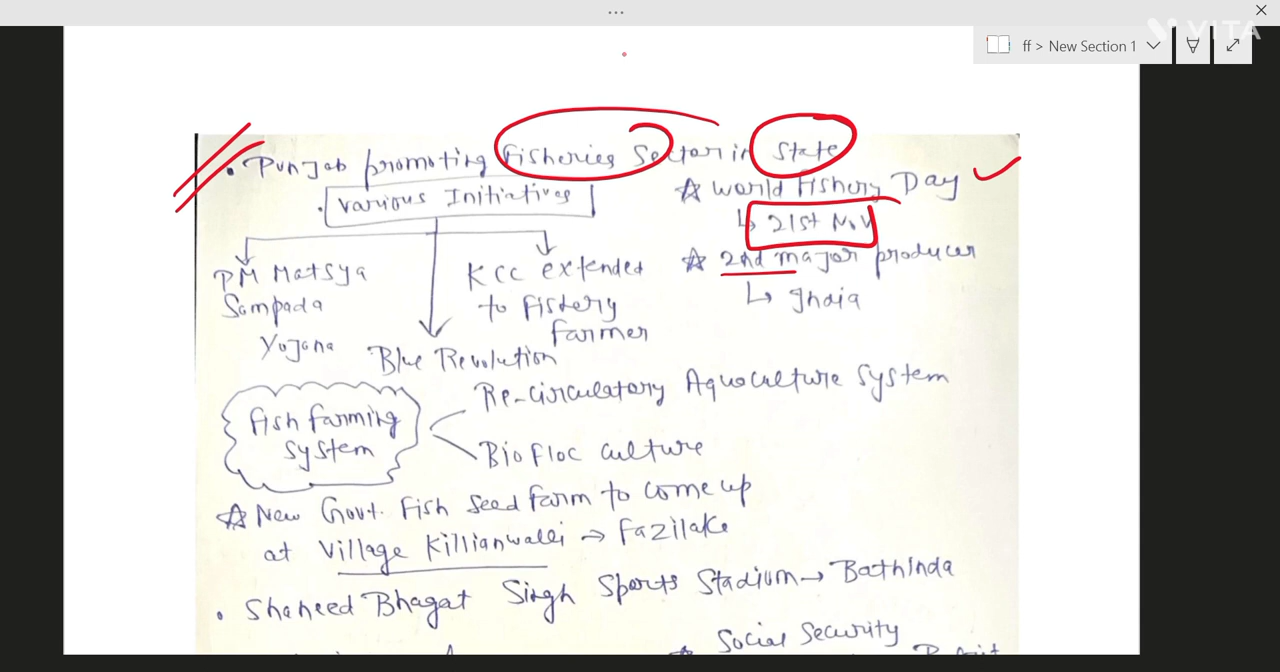 VITA
ff > New Section 1
• Punjab promoting Fisheries Sector in State
Various Initiatives
☆ World Fishery Day
↳ 21st Nov
☆ 2nd major producer
↳ India
PM Matsya
Sampada
Yojana
Blue Revolution
KCC extended
to fishery
farmer
Fish farming
system
Re-circulatory Aquaculture System
Biofloc culture
☆ New Govt. Fish Seed farm to come up
at Village Killianwali → Fazilake
• Shaheed Bhagat Singh Sports Stadium → Bathinda
Social Security